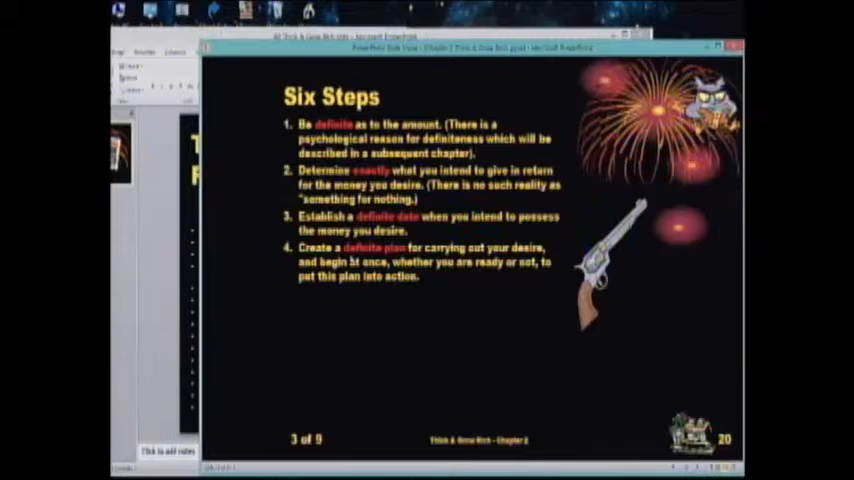 Six Steps
1. Be definite as to the amount. (There is a
psychological reason for definiteness which will be
described in a subsequent chapter).
2. Determine exactly what you intend to give in return
for the money you desire. (There is no such reality as
"something for nothing.)
3. Establish a definite date when you intend to possess
the money you desire.
4. Create a definite plan for carrying out your desire,
and begin at once, whether you are ready or not, to
put this plan into action.
3 of 9
Think & Grow Rich - Chapter 2
20
Click to add notes